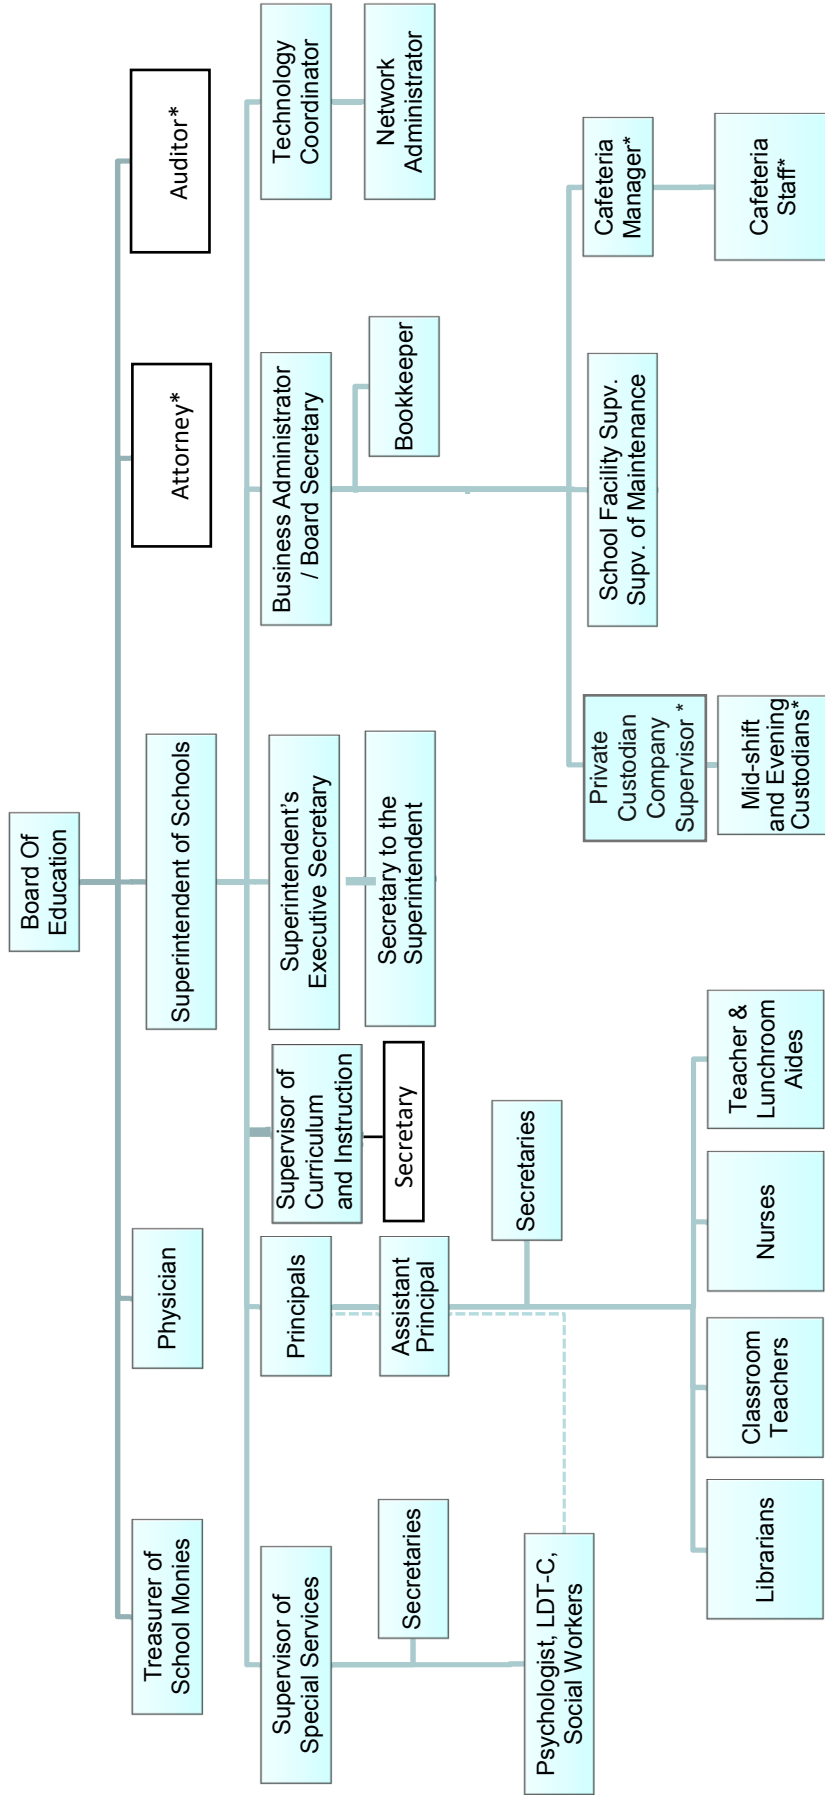 Board Of
Education
Treasurer of
School Monies
Physician
Superintendent of Schools
Attorney*
Auditor*
Supervisor of
Special Services
Principals
Supervisor of
Curriculum
and Instruction
Superintendent’s
Executive Secretary
Business Administrator
/ Board Secretary
Technology
Coordinator
Secretaries
Assistant
Principal
Secretary
Secretary to the
Superintendent
Bookkeeper
Network
Administrator
Psychologist, LDT-C,
Social Workers
Secretaries
Private
Custodian
Company
Supervisor *
School Facility Supv.
Supv. of Maintenance
Cafeteria
Manager*
Librarians
Classroom
Teachers
Nurses
Teacher &
Lunchroom
Aides
Mid-shift
and Evening
Custodians*
Cafeteria
Staff*